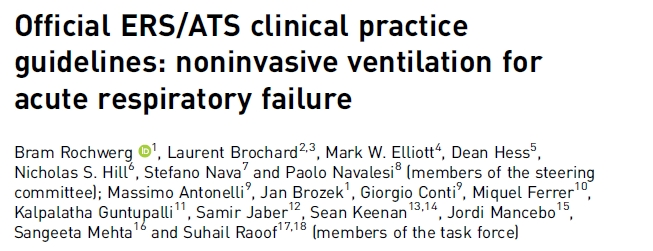 Official ERS/ATS clinical practice
guidelines: noninvasive ventilation for
acute respiratory failure
Bram Rochwerg iD 1, Laurent Brochard2,3, Mark W. Elliott4, Dean Hess5,
Nicholas S. Hill6, Stefano Nava7 and Paolo Navalesi8 (members of the steering
committee); Massimo Antonelli9, Jan Brozek1, Giorgio Conti9, Miquel Ferrer10,
Kalpalatha Guntupalli11, Samir Jaber12, Sean Keenan13,14, Jordi Mancebo15,
Sangeeta Mehta16 and Suhail Raoof17,18 (members of the task force)